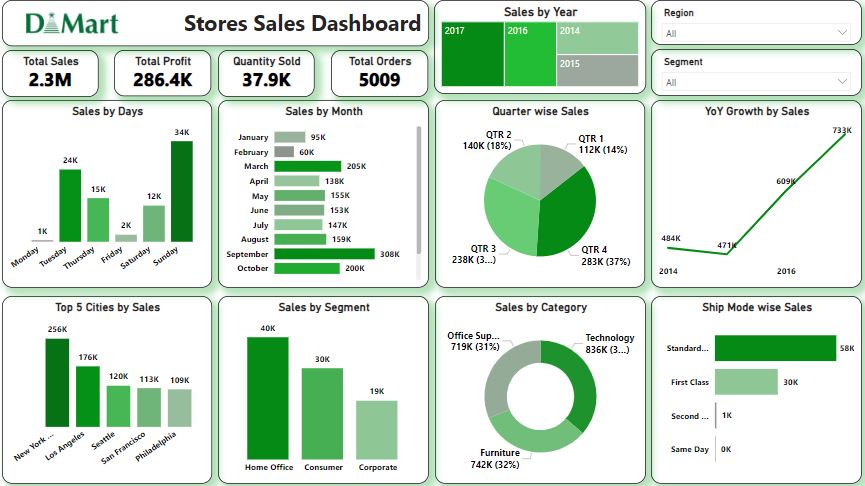 D Mart
Stores Sales Dashboard
Total Sales
2.3M
Total Profit
286.4K
Quantity Sold
37.9K
Total Orders
5009
Sales by Year
2017
2016
2014
2015
Region
All
Segment
All
Sales by Days
34K
24K
15K
12K
1K
2K
Monday
Tuesday
Thursday
Friday
Saturday
Sunday
Sales by Month
January 95K
February 60K
March 205K
April 138K
May 155K
June 153K
July 147K
August 159K
September 308K
October 200K
Quarter wise Sales
QTR 2
140K (18%)
QTR 1
112K (14%)
QTR 3
238K (3...)
QTR 4
283K (37%)
YoY Growth by Sales
733K
609K
484K
471K
2014
2016
Top 5 Cities by Sales
256K
176K
120K
113K
109K
New York ...
Los Angeles
Seattle
San Francisco
Philadelphia
Sales by Segment
40K
30K
19K
Home Office
Consumer
Corporate
Sales by Category
Office Sup...
719K (31%)
Technology
836K (3...)
Furniture
742K (32%)
Ship Mode wise Sales
Standard... 58K
First Class 30K
Second ... 1K
Same Day 0K